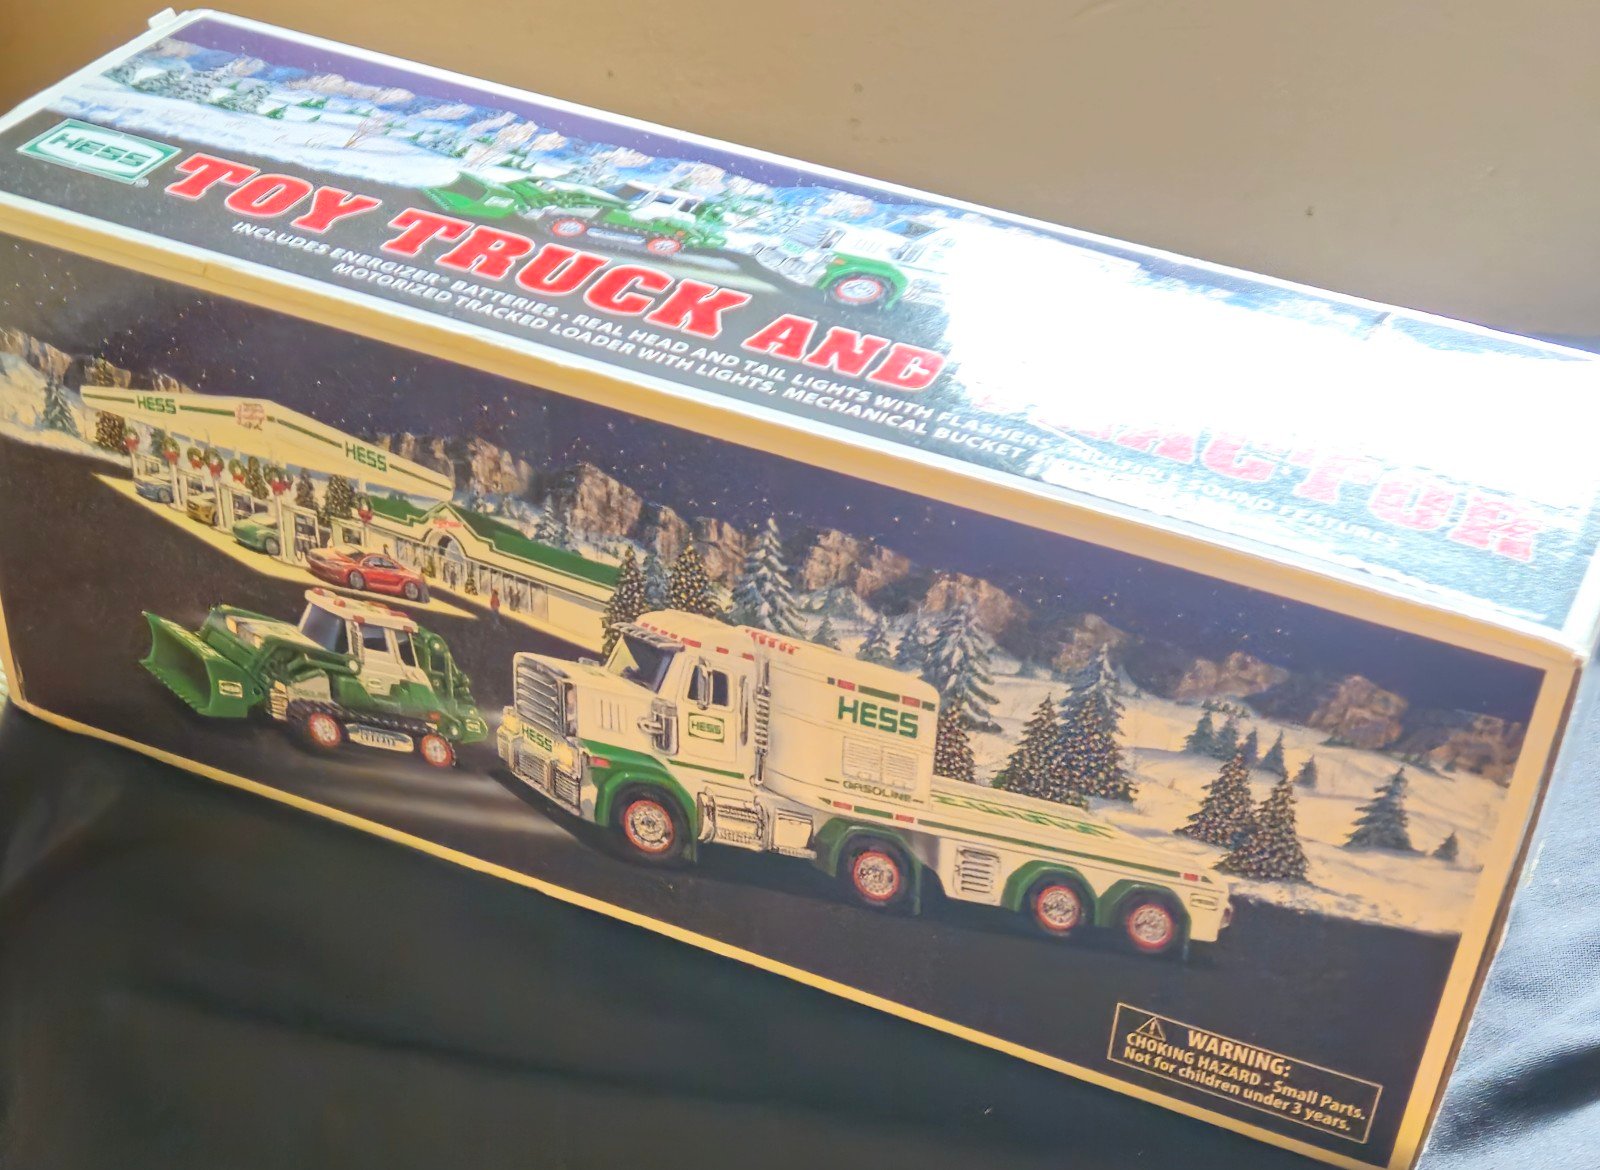 HESS
TOY TRUCK AND
INCLUDES ENERGIZER® BATTERIES • REAL HEAD AND TAIL LIGHTS WITH FLASHERS
SOUND FEATURES
MOTORIZED TRACKED LOADER WITH LIGHTS, MECHANICAL BUCKET
HESS
HESS
HESS
HESS
HESS
GASOLINE
WARNING:
CHOKING HAZARD - Small Parts.
Not for children under 3 years.